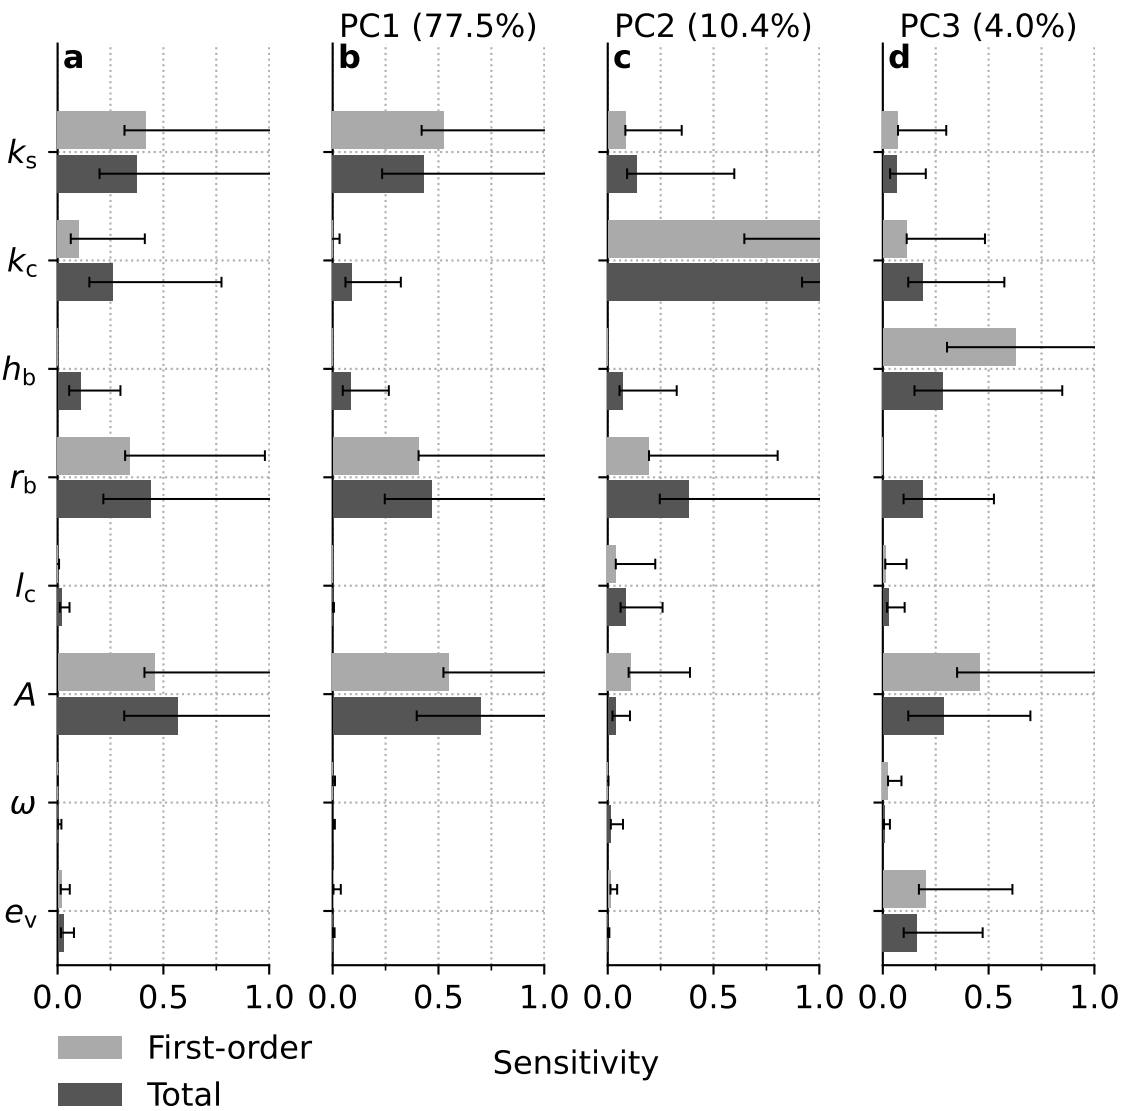 PC1 (77.5%) PC2 (10.4%) PC3 (4.0%)
a b c d
kₛ
k_c
h_b
r_b
l_c
A
ω
eᵥ
0.0 0.5 1.0 0.0 0.5 1.0 0.0 0.5 1.0 0.0 0.5 1.0
First-order
Sensitivity
Total